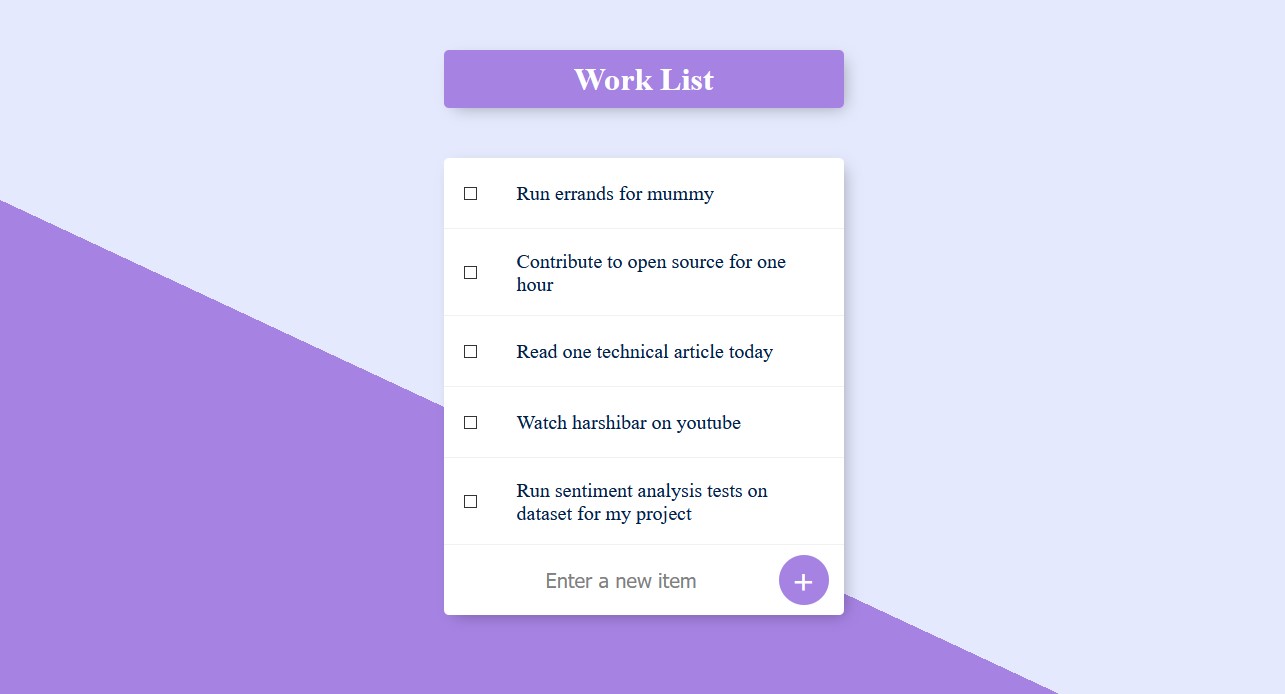 Work List
Run errands for mummy
Contribute to open source for one
hour
Read one technical article today
Watch harshibar on youtube
Run sentiment analysis tests on
dataset for my project
Enter a new item
+